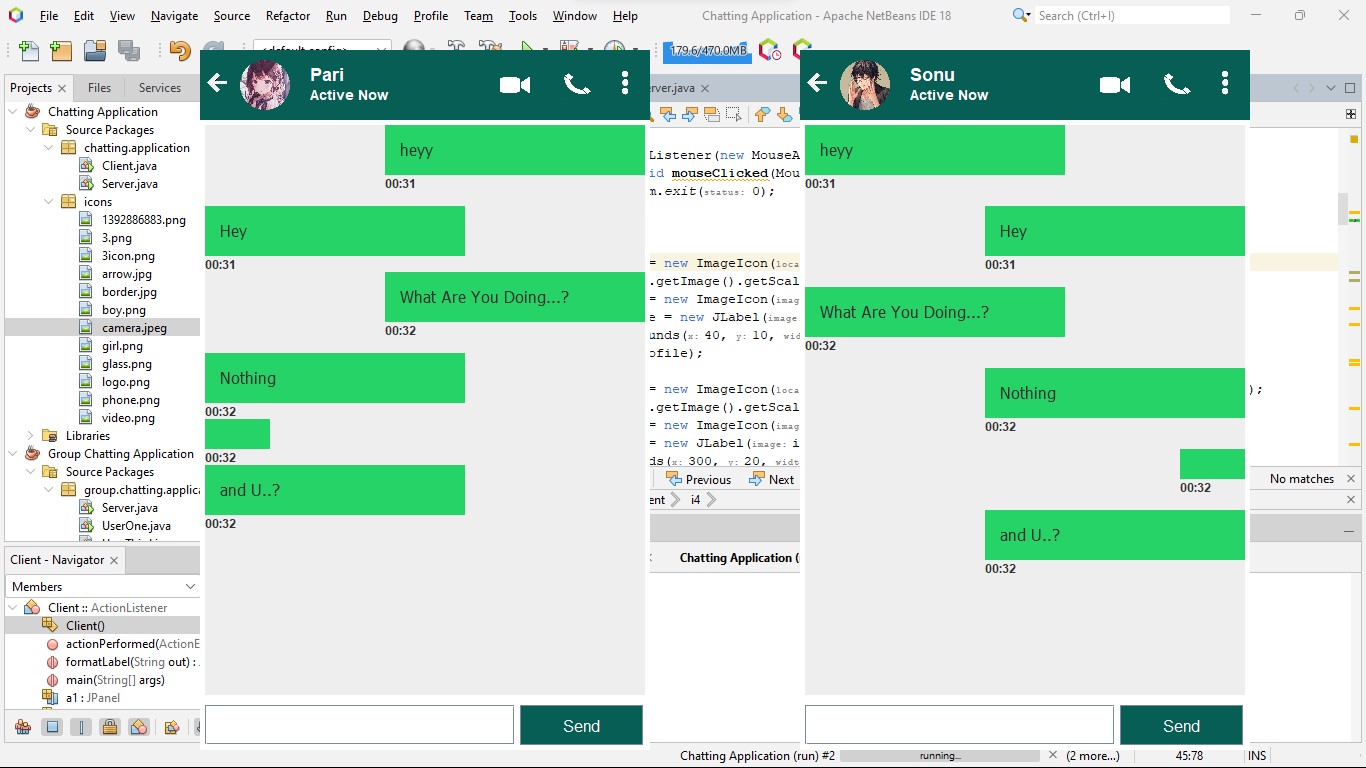 File Edit View Navigate Source Refactor Run Debug Profile Team Tools Window Help
Chatting Application - Apache NetBeans IDE 18
Search (Ctrl+I)
179.6/470.0MB
Projects Files Services
Chatting Application
Source Packages
chatting.application
Client.java
Server.java
icons
1392886883.png
3.png
3icon.png
arrow.jpg
border.jpg
boy.png
camera.jpeg
girl.png
glass.png
logo.png
phone.png
video.png
Libraries
Group Chatting Application
Source Packages
group.chatting.applica
Server.java
UserOne.java
Client - Navigator
Members
Client :: ActionListener
Client()
actionPerformed(ActionE
formatLabel(String out) :
main(String[] args)
a1 : JPanel
Pari
Active Now
heyy
00:31
Hey
00:31
What Are You Doing...?
00:32
Nothing
00:32
00:32
and U..?
00:32
Send
erver.java
Listener(new MouseA
id mouseClicked(Mou
m.exit(status: 0);
= new ImageIcon(loca
.getImage().getScal
= new ImageIcon(imag
e = new JLabel(image
unds(x: 40, y: 10, wid
ofile);
= new ImageIcon(loca
);
.getImage().getScal
= new ImageIcon(imag
= new JLabel(image: i
ds(x: 300, y: 20, widt
Previous Next
No matches
ent i4
Chatting Application (
Sonu
Active Now
heyy
00:31
Hey
00:31
What Are You Doing...?
00:32
Nothing
00:32
00:32
and U..?
00:32
Send
Chatting Application (run) #2 running... (2 more...) 45:78 INS